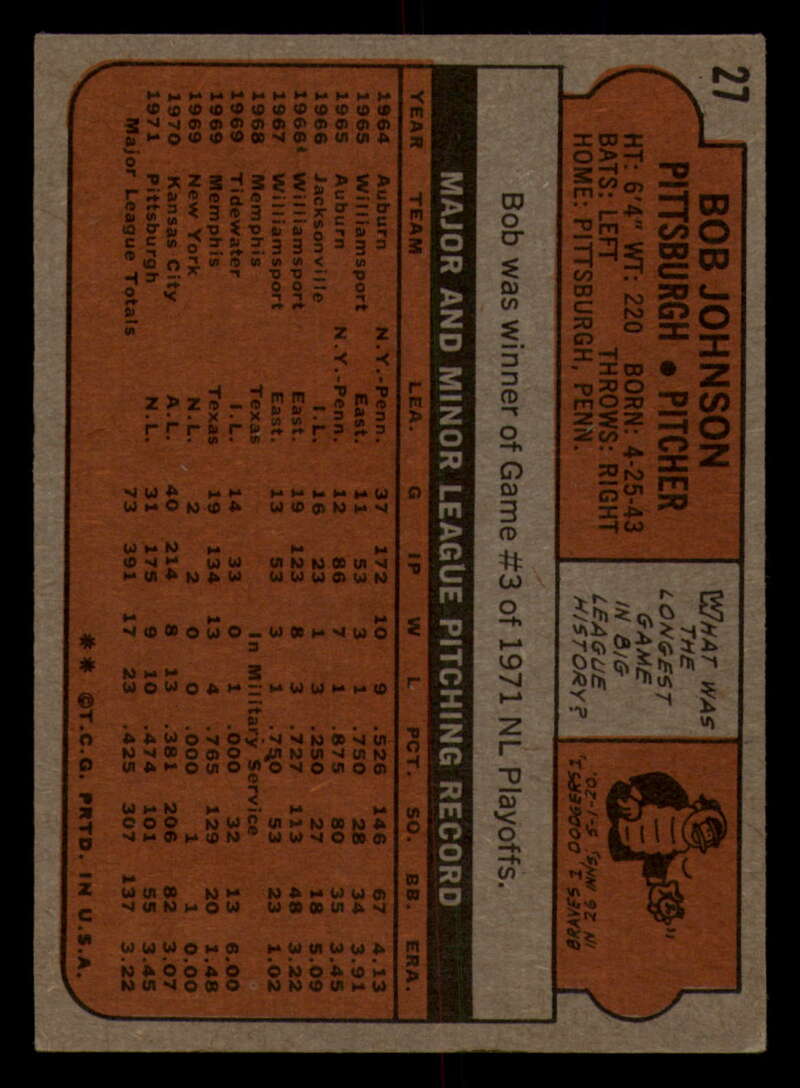 27
BOB JOHNSON
PITTSBURGH • PITCHER
HT: 6'4" WT: 220 BORN: 4-25-43
BATS: LEFT THROWS: RIGHT
HOME: PITTSBURGH, PENN.
WHAT WAS
THE
LONGEST
GAME
IN BIG
LEAGUE
HISTORY?
BRAVES 1, DODGERS 1,
IN 26 INNS. 5-1-20.
Bob was winner of Game #3 of 1971 NL Playoffs.
MAJOR AND MINOR LEAGUE PITCHING RECORD
YEAR TEAM LEA. G IP W L PCT. SO. BB. ERA.
1964 Auburn N.Y.-Penn. 37 172 10 9 .526 146 67 4.13
1965 Williamsport East. 11 53 3 1 .750 28 34 3.91
1965 Auburn N.Y.-Penn. 12 86 7 1 .875 80 35 3.45
1966 Jacksonville I.L. 16 23 1 3 .250 27 18 5.09
1966 Williamsport East. 19 123 8 3 .727 113 48 3.22
1967 Williamsport East. 13 53 3 1 .750 53 23 1.02
1968 Memphis Texas In Military Service
1969 Tidewater I.L. 14 33 0 1 .000 32 13 6.00
1969 Memphis Texas 19 134 13 4 .765 129 20 1.48
1969 New York N.L. 2 2 0 0 .000 1 1 0.00
1970 Kansas City A.L. 40 214 8 13 .381 206 82 3.07
1971 Pittsburgh N.L. 31 175 9 10 .474 101 55 3.45
Major League Totals 73 391 17 23 .425 307 137 3.22
** ©T.C.G. PRTD. IN U.S.A.